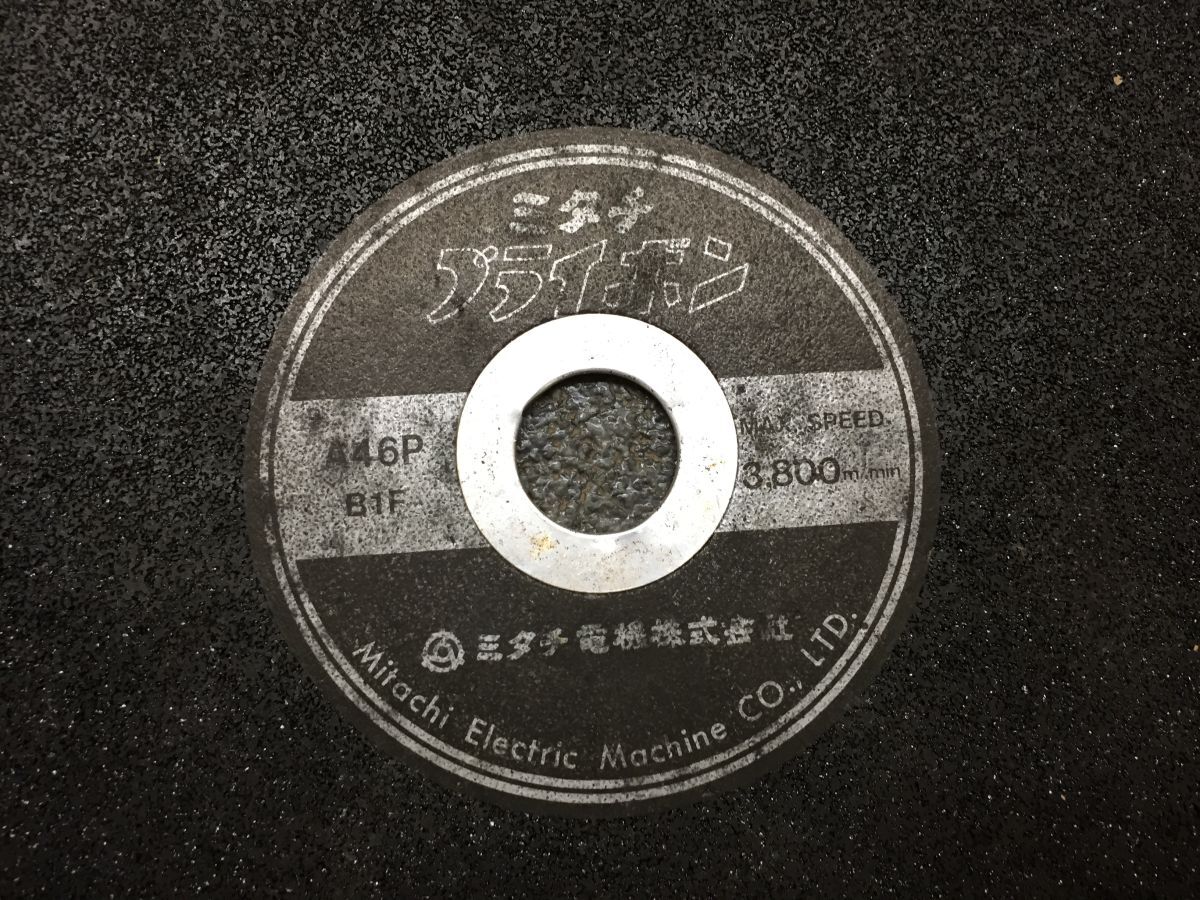 ミタチ
プライボン
A46P
B1F
MAX. SPEED
3,800m/min
ミタチ電機株式会社
Mitachi Electric Machine CO., LTD.